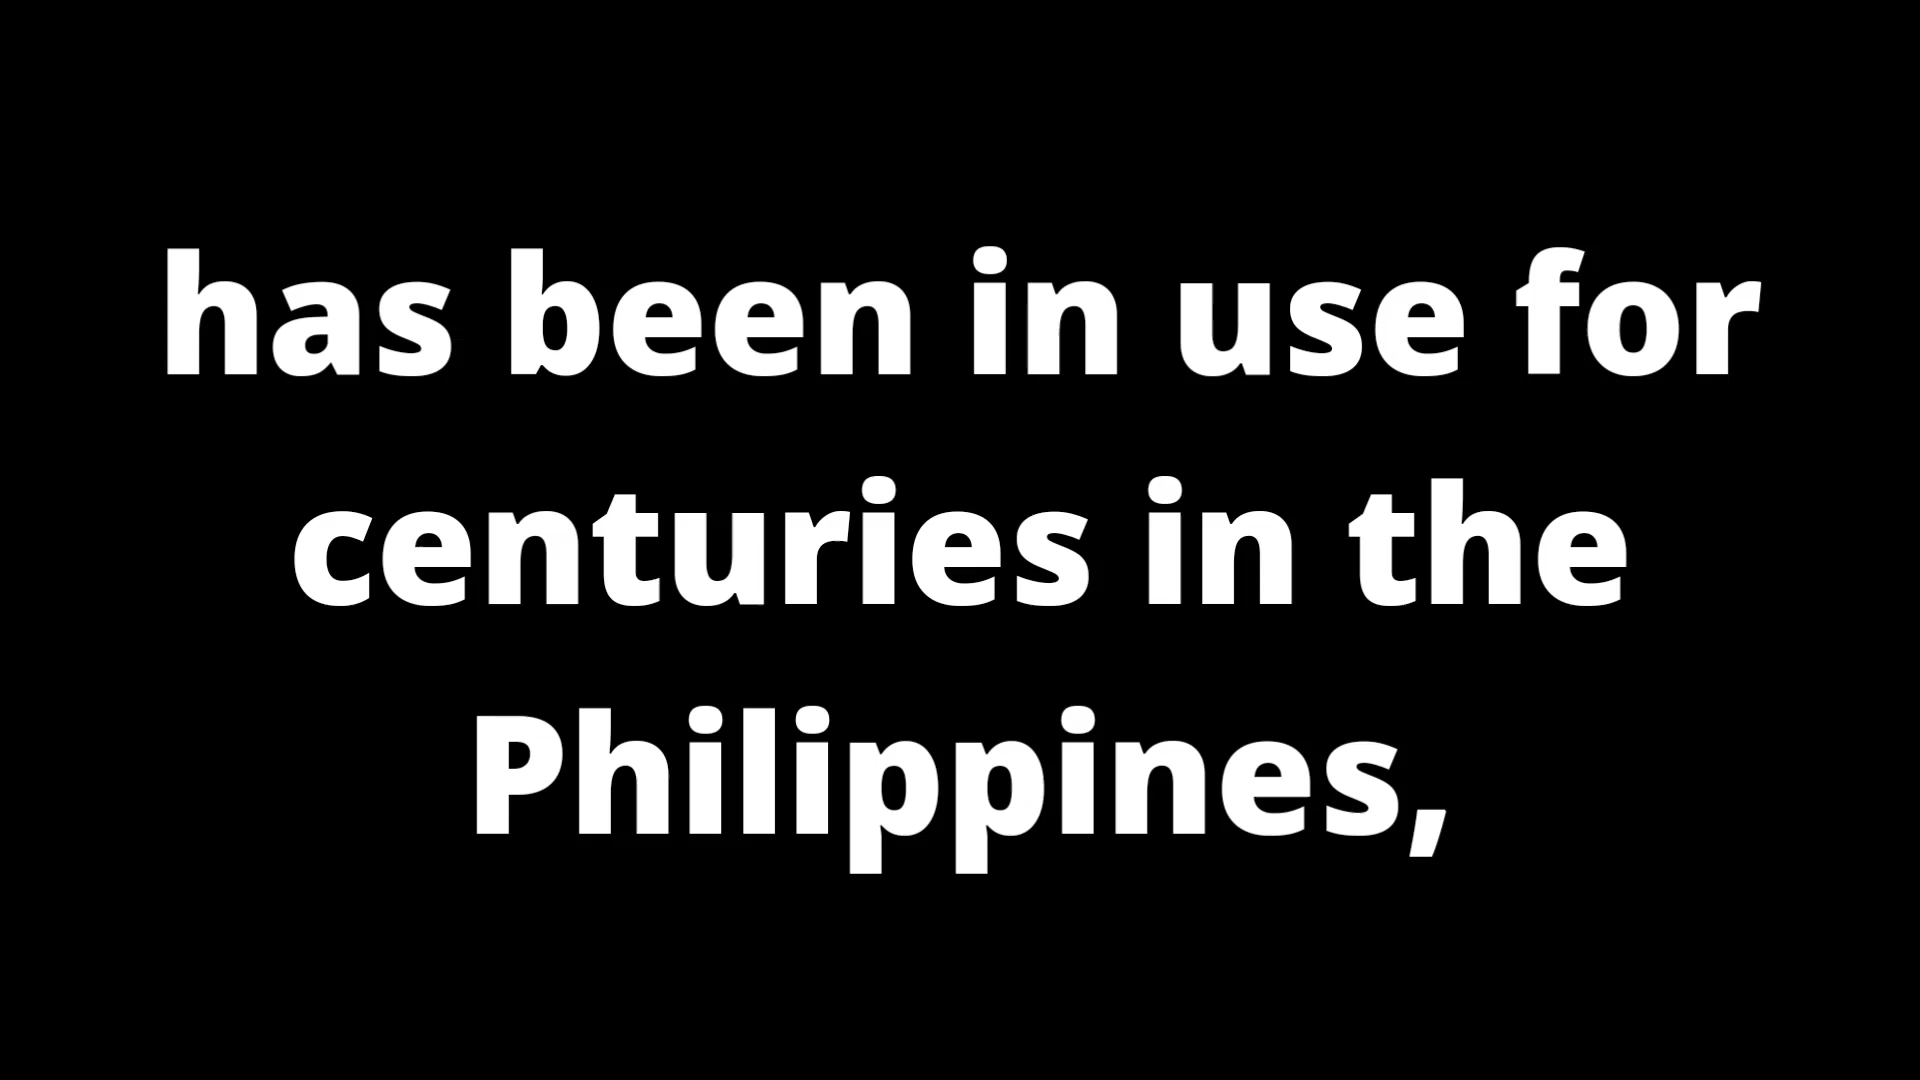 has been in use for
centuries in the
Philippines,